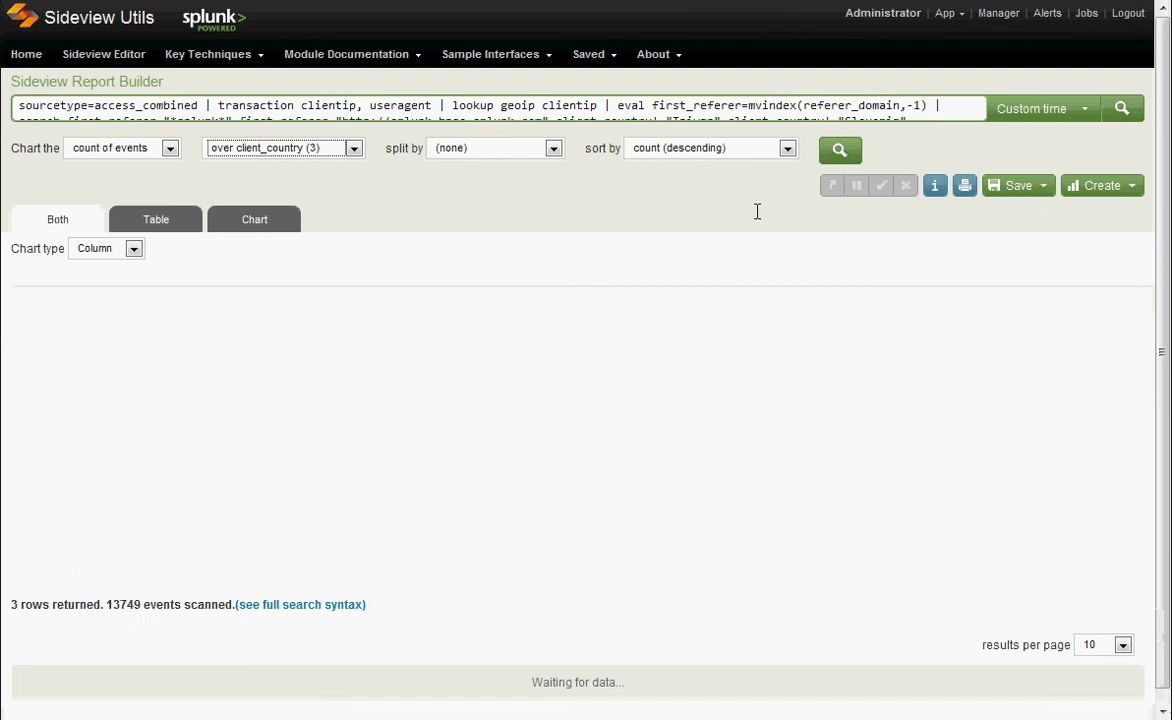 Sideview Utils splunk> POWERED Administrator | App | Manager | Alerts | Jobs | Logout
Home Sideview Editor Key Techniques Module Documentation Sample Interfaces Saved About
Sideview Report Builder
sourcetype=access_combined | transaction clientip, useragent | lookup geoip clientip | eval first_referer=mvindex(referer_domain,-1) | Custom time
Chart the count of events over client_country (3) split by (none) sort by count (descending)
Save Create
Both Table Chart
Chart type Column
3 rows returned. 13749 events scanned.(see full search syntax)
results per page 10
Waiting for data...